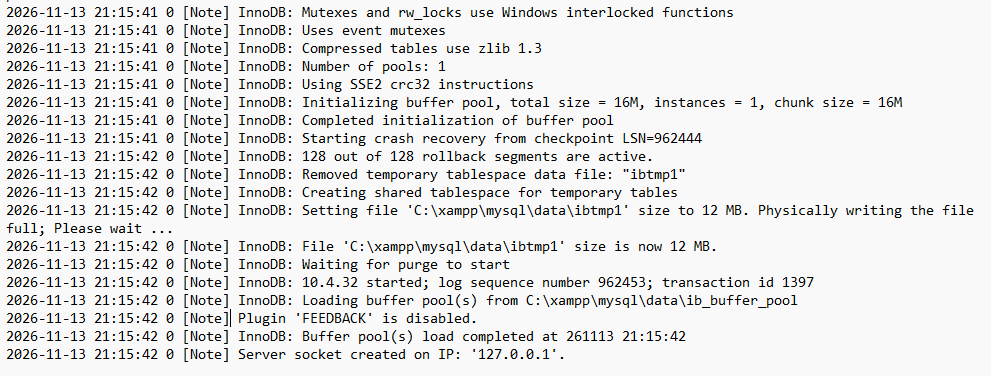 2026-11-13 21:15:41 0 [Note] InnoDB: Mutexes and rw_locks use Windows interlocked functions
2026-11-13 21:15:41 0 [Note] InnoDB: Uses event mutexes
2026-11-13 21:15:41 0 [Note] InnoDB: Compressed tables use zlib 1.3
2026-11-13 21:15:41 0 [Note] InnoDB: Number of pools: 1
2026-11-13 21:15:41 0 [Note] InnoDB: Using SSE2 crc32 instructions
2026-11-13 21:15:41 0 [Note] InnoDB: Initializing buffer pool, total size = 16M, instances = 1, chunk size = 16M
2026-11-13 21:15:41 0 [Note] InnoDB: Completed initialization of buffer pool
2026-11-13 21:15:41 0 [Note] InnoDB: Starting crash recovery from checkpoint LSN=962444
2026-11-13 21:15:42 0 [Note] InnoDB: 128 out of 128 rollback segments are active.
2026-11-13 21:15:42 0 [Note] InnoDB: Removed temporary tablespace data file: "ibtmp1"
2026-11-13 21:15:42 0 [Note] InnoDB: Creating shared tablespace for temporary tables
2026-11-13 21:15:42 0 [Note] InnoDB: Setting file 'C:\xampp\mysql\data\ibtmp1' size to 12 MB. Physically writing the file
full; Please wait ...
2026-11-13 21:15:42 0 [Note] InnoDB: File 'C:\xampp\mysql\data\ibtmp1' size is now 12 MB.
2026-11-13 21:15:42 0 [Note] InnoDB: Waiting for purge to start
2026-11-13 21:15:42 0 [Note] InnoDB: 10.4.32 started; log sequence number 962453; transaction id 1397
2026-11-13 21:15:42 0 [Note] InnoDB: Loading buffer pool(s) from C:\xampp\mysql\data\ib_buffer_pool
2026-11-13 21:15:42 0 [Note] Plugin 'FEEDBACK' is disabled.
2026-11-13 21:15:42 0 [Note] InnoDB: Buffer pool(s) load completed at 261113 21:15:42
2026-11-13 21:15:42 0 [Note] Server socket created on IP: '127.0.0.1'.